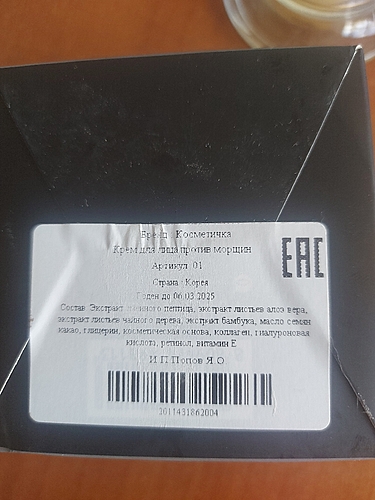 Бренд: Косметичка
Крем для лица против морщин
EAC
Артикул: 01
Страна: Корея
Годен до 06.03.2025
Состав: Экстракт пептида, экстракт листьев алоэ вера,
экстракт листьев чайного дерева, экстракт бамбука, масло семян
какао, глицерин, косметическая основа, коллаген, гиалуроновая
кислота, ретинол, витамин Е
ИП Попов Я О
2011431862004